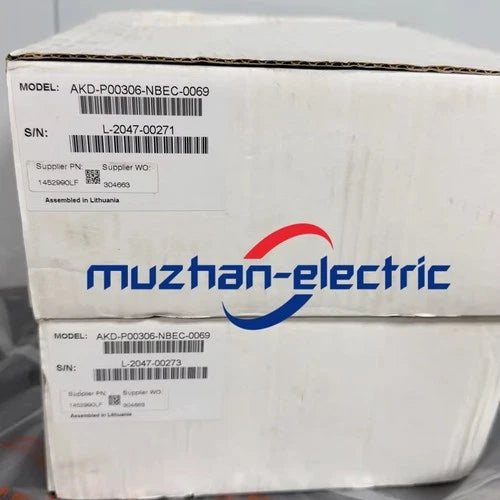 MODEL: AKD-P00306-NBEC-0069
S/N: L-2047-00271
Supplier PN: Supplier WO:
1452990LF 304663
Assembled in Lithuania
muzhan-electric
MODEL: AKD-P00306-NBEC-0069
S/N: L-2047-00273
Supplier PN: Supplier WO:
1452990LF 304663
Assembled in Lithuania